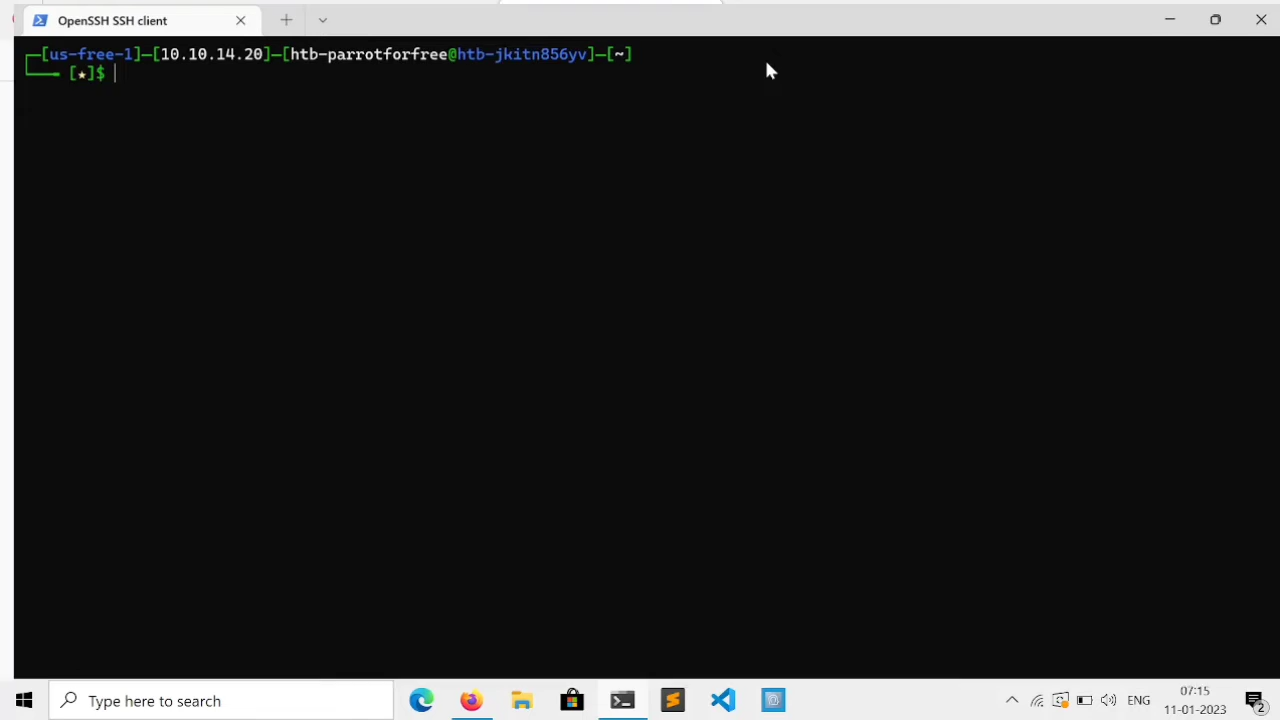 OpenSSH SSH client
[us-free-1]—[10.10.14.20]—[htb-parrotforfree@htb-jkitn856yv]—[~]
[★]$
Type here to search
ENG
07:15
11-01-2023
2